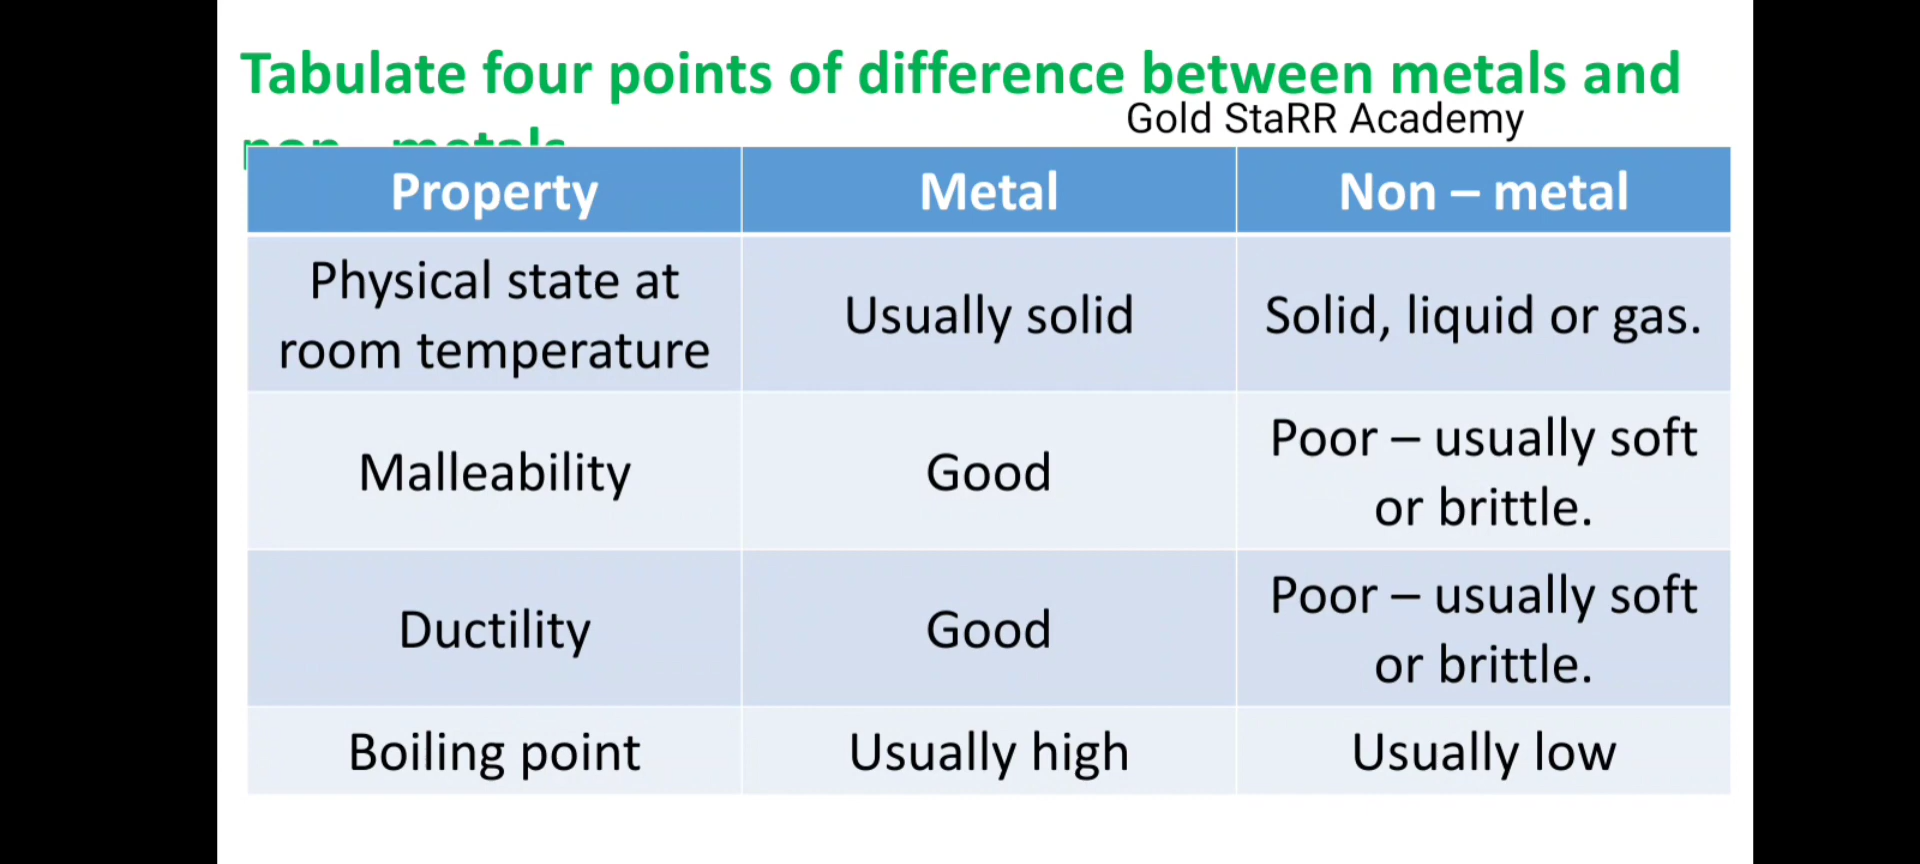 Tabulate four points of difference between metals and
Gold StaRR Academy
non - metals
Property Metal Non – metal
Physical state at
room temperature
Usually solid
Solid, liquid or gas.
Malleability
Good
Poor – usually soft
or brittle.
Ductility
Good
Poor – usually soft
or brittle.
Boiling point Usually high Usually low